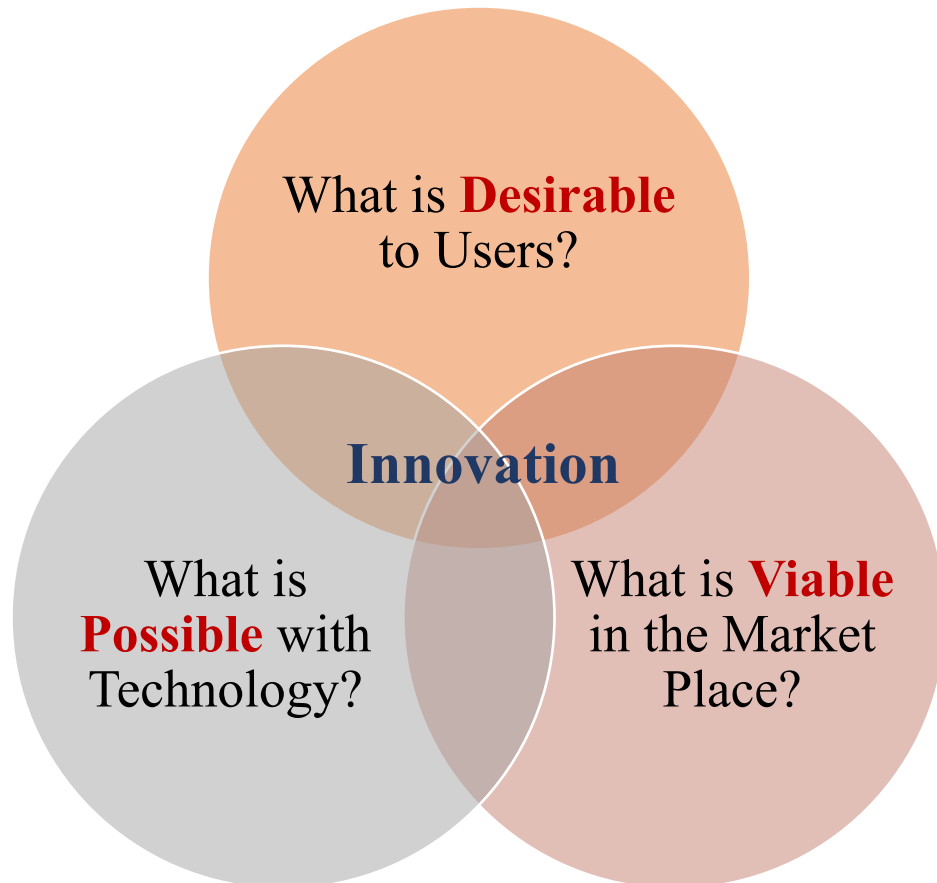 What is Desirable
to Users?
Innovation
What is
Possible with
Technology?
What is Viable
in the Market
Place?